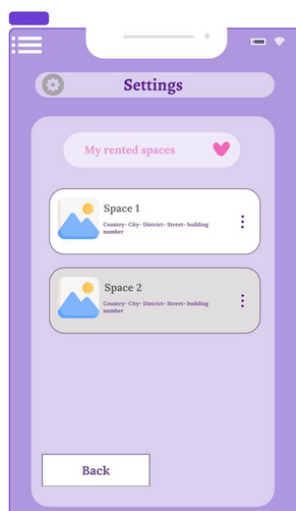 Settings
My rented spaces
Space 1
Country- City- District- Street- building
number
Space 2
Country- City- District- Street- building
number
Back